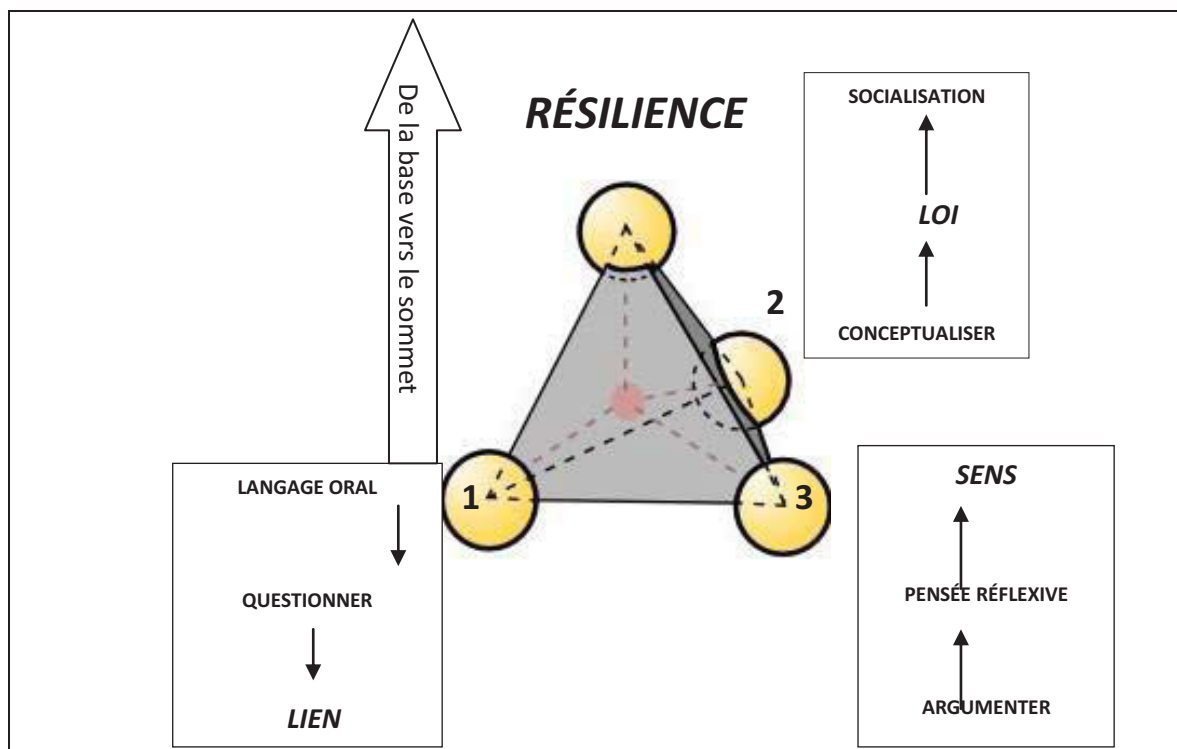 De la base vers le sommet
RÉSILIENCE
SOCIALISATION
LOI
CONCEPTUALISER
2
1
3
LANGAGE ORAL
QUESTIONNER
LIEN
SENS
PENSÉE RÉFLEXIVE
ARGUMENTER